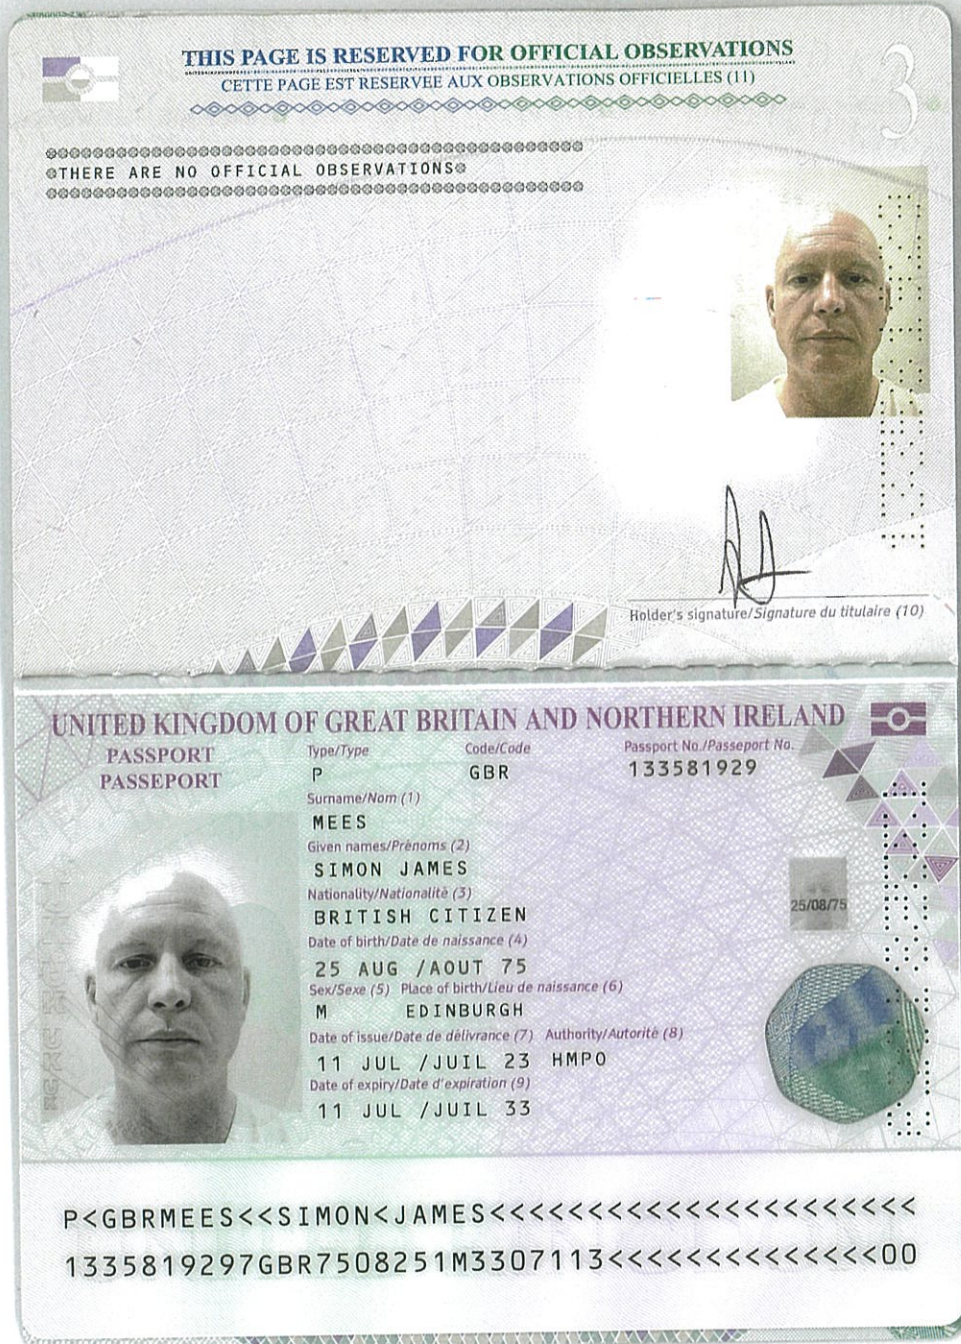 THIS PAGE IS RESERVED FOR OFFICIAL OBSERVATIONS
CETTE PAGE EST RESERVEE AUX OBSERVATIONS OFFICIELLES (11)
3
THERE ARE NO OFFICIAL OBSERVATIONS
Holder's signature/Signature du titulaire (10)
UNITED KINGDOM OF GREAT BRITAIN AND NORTHERN IRELAND
PASSPORT
PASSEPORT
Type/Type Code/Code Passport No./Passeport No.
P GBR 133581929
Surname/Nom (1)
MEES
Given names/Prénoms (2)
SIMON JAMES
Nationality/Nationalité (3)
BRITISH CITIZEN
Date of birth/Date de naissance (4)
25 AUG /AOUT 75
25/08/75
Sex/Sexe (5) Place of birth/Lieu de naissance (6)
M EDINBURGH
Date of issue/Date de délivrance (7) Authority/Autorité (8)
11 JUL /JUIL 23 HMPO
Date of expiry/Date d'expiration (9)
11 JUL /JUIL 33
P<GBRMEES<<SIMON<JAMES<<<<<<<<<<<<<<<<<<<<<<
1335819297GBR7508251M3307113<<<<<<<<<<<<<<00